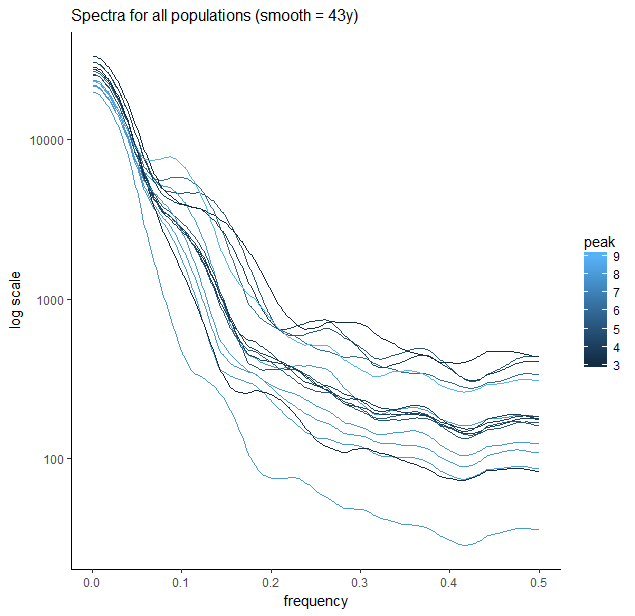 Spectra for all populations (smooth = 43y)
10000
1000
100
log scale
0.0 0.1 0.2 0.3 0.4 0.5
frequency
peak
9
8
7
6
5
4
3